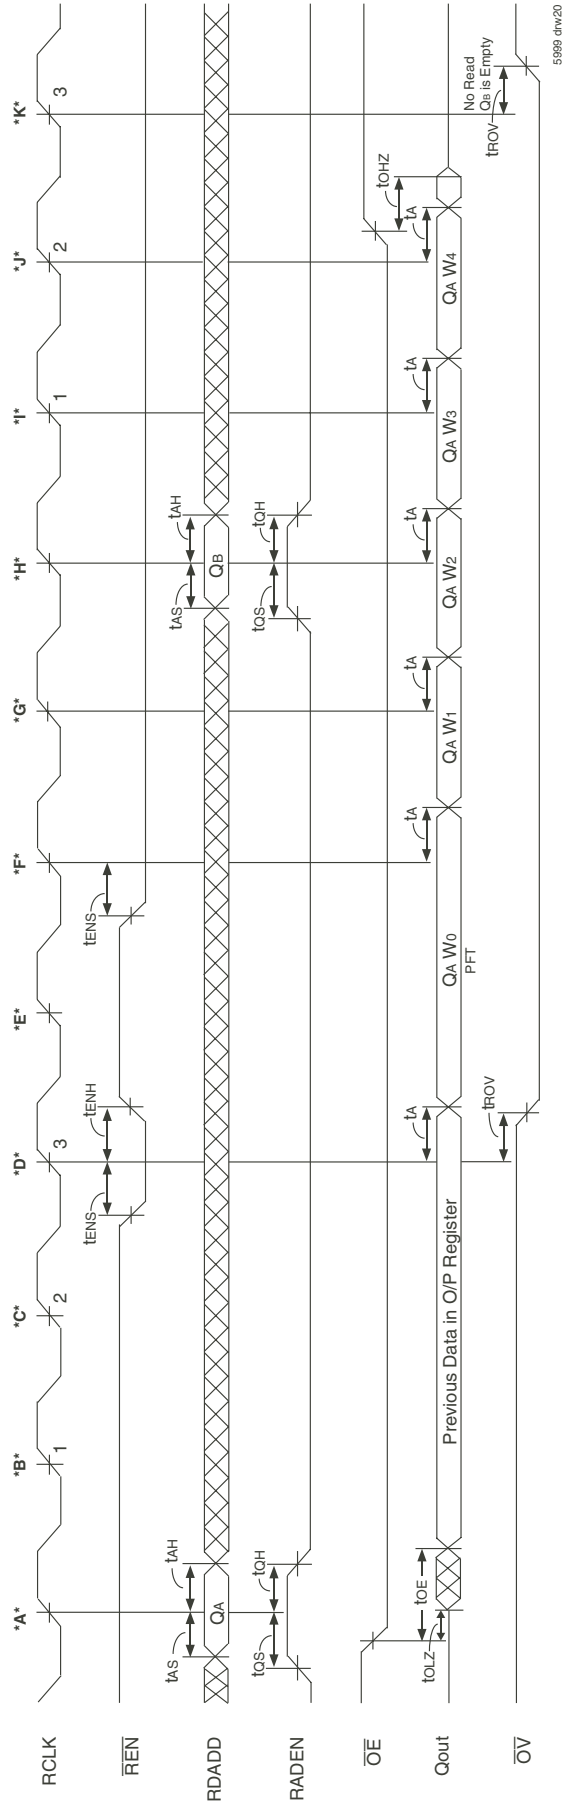 *A* *B* *C* *D* *E* *F* *G* *H* *I* *J* *K*
RCLK 1 2 3 1 2 3
tENS tENH tENS
REN
tAS tAH tAS tAH
RDADD QA QB
tQS tQH tQS tQH
RADEN
OE
tOHZ
tOLZ tOE tA tA tA tA tA tA
Qout Previous Data in O/P Register QA W0 QA W1 QA W2 QA W3 QA W4
PFT
No Read
QB is Empty
tROV tROV
OV
5999 drw20